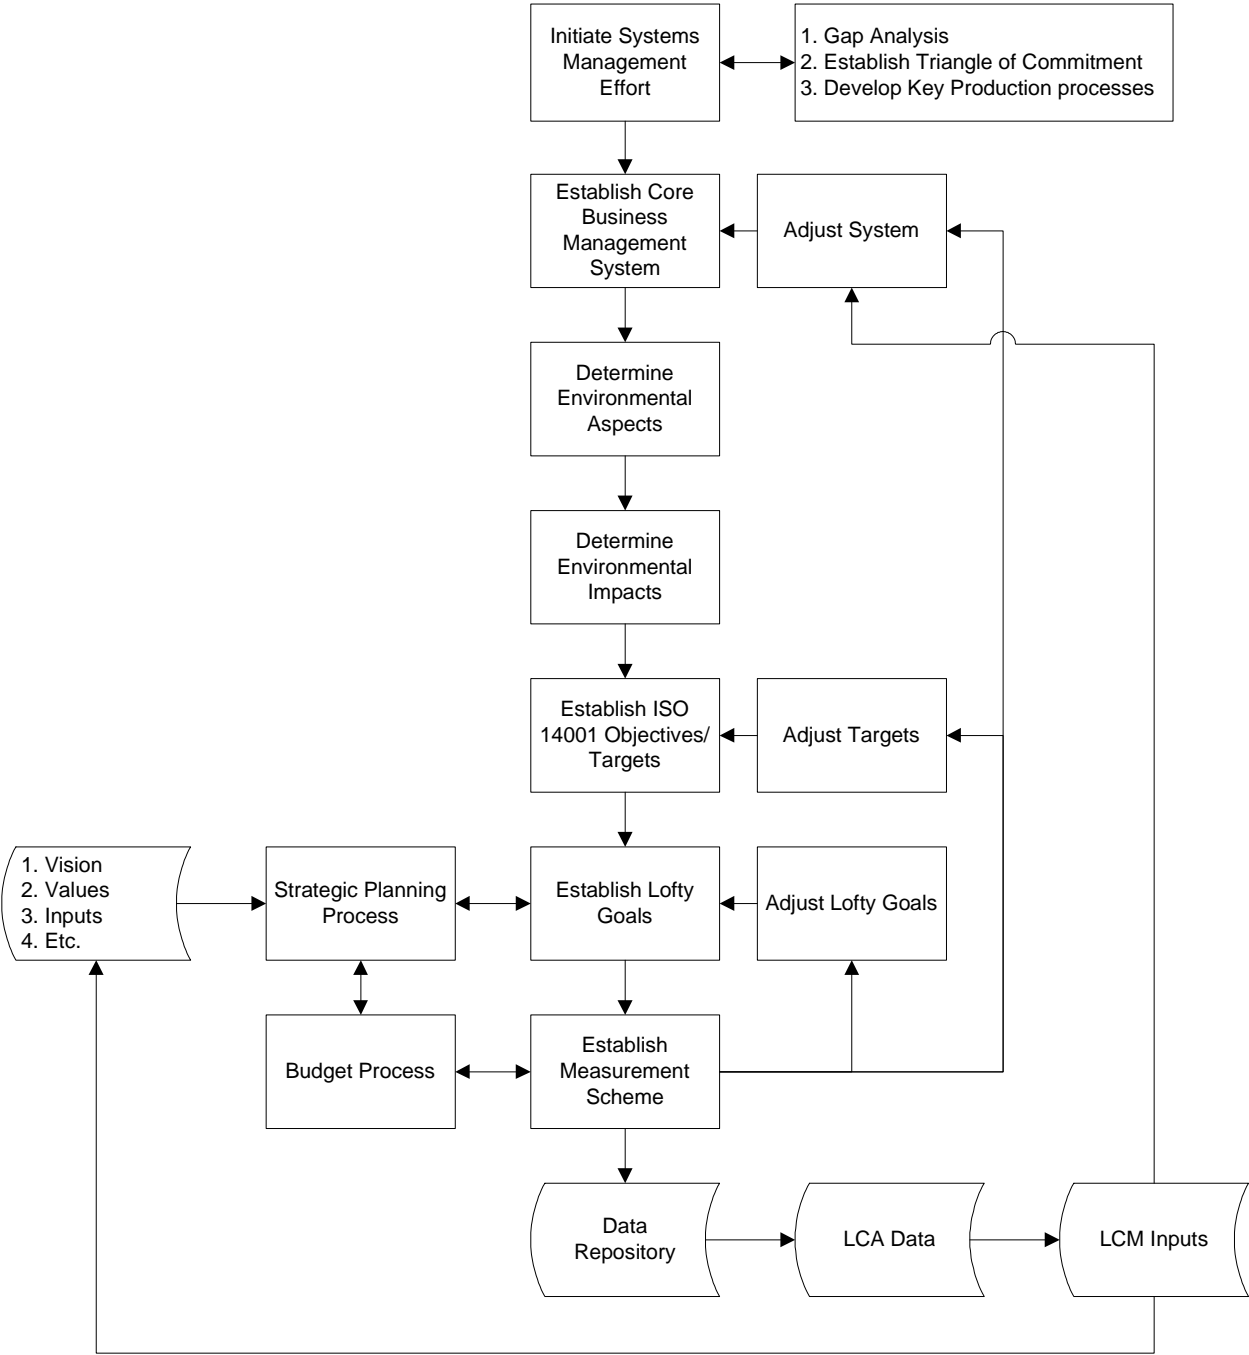 Initiate Systems
Management
Effort
1. Gap Analysis
2. Establish Triangle of Commitment
3. Develop Key Production processes
Establish Core
Business
Management
System
Adjust System
Determine
Environmental
Aspects
Determine
Environmental
Impacts
Establish ISO
14001 Objectives/
Targets
Adjust Targets
1. Vision
2. Values
3. Inputs
4. Etc.
Strategic Planning
Process
Establish Lofty
Goals
Adjust Lofty Goals
Budget Process
Establish
Measurement
Scheme
Data
Repository
LCA Data
LCM Inputs